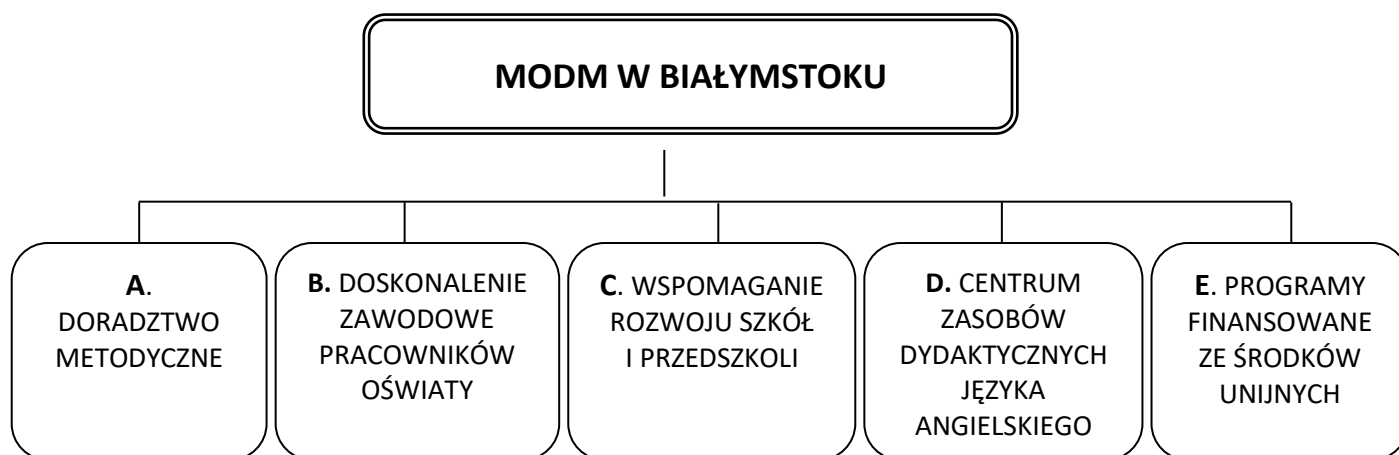 MODM W BIAŁYMSTOKU
A.
DORADZTWO
METODYCZNE
B. DOSKONALENIE
ZAWODOWE
PRACOWNIKÓW
OŚWIATY
C. WSPOMAGANIE
ROZWOJU SZKÓŁ
I PRZEDSZKOLI
D. CENTRUM
ZASOBÓW
DYDAKTYCZNYCH
JĘZYKA
ANGIELSKIEGO
E. PROGRAMY
FINANSOWANE
ZE ŚRODKÓW
UNIJNYCH